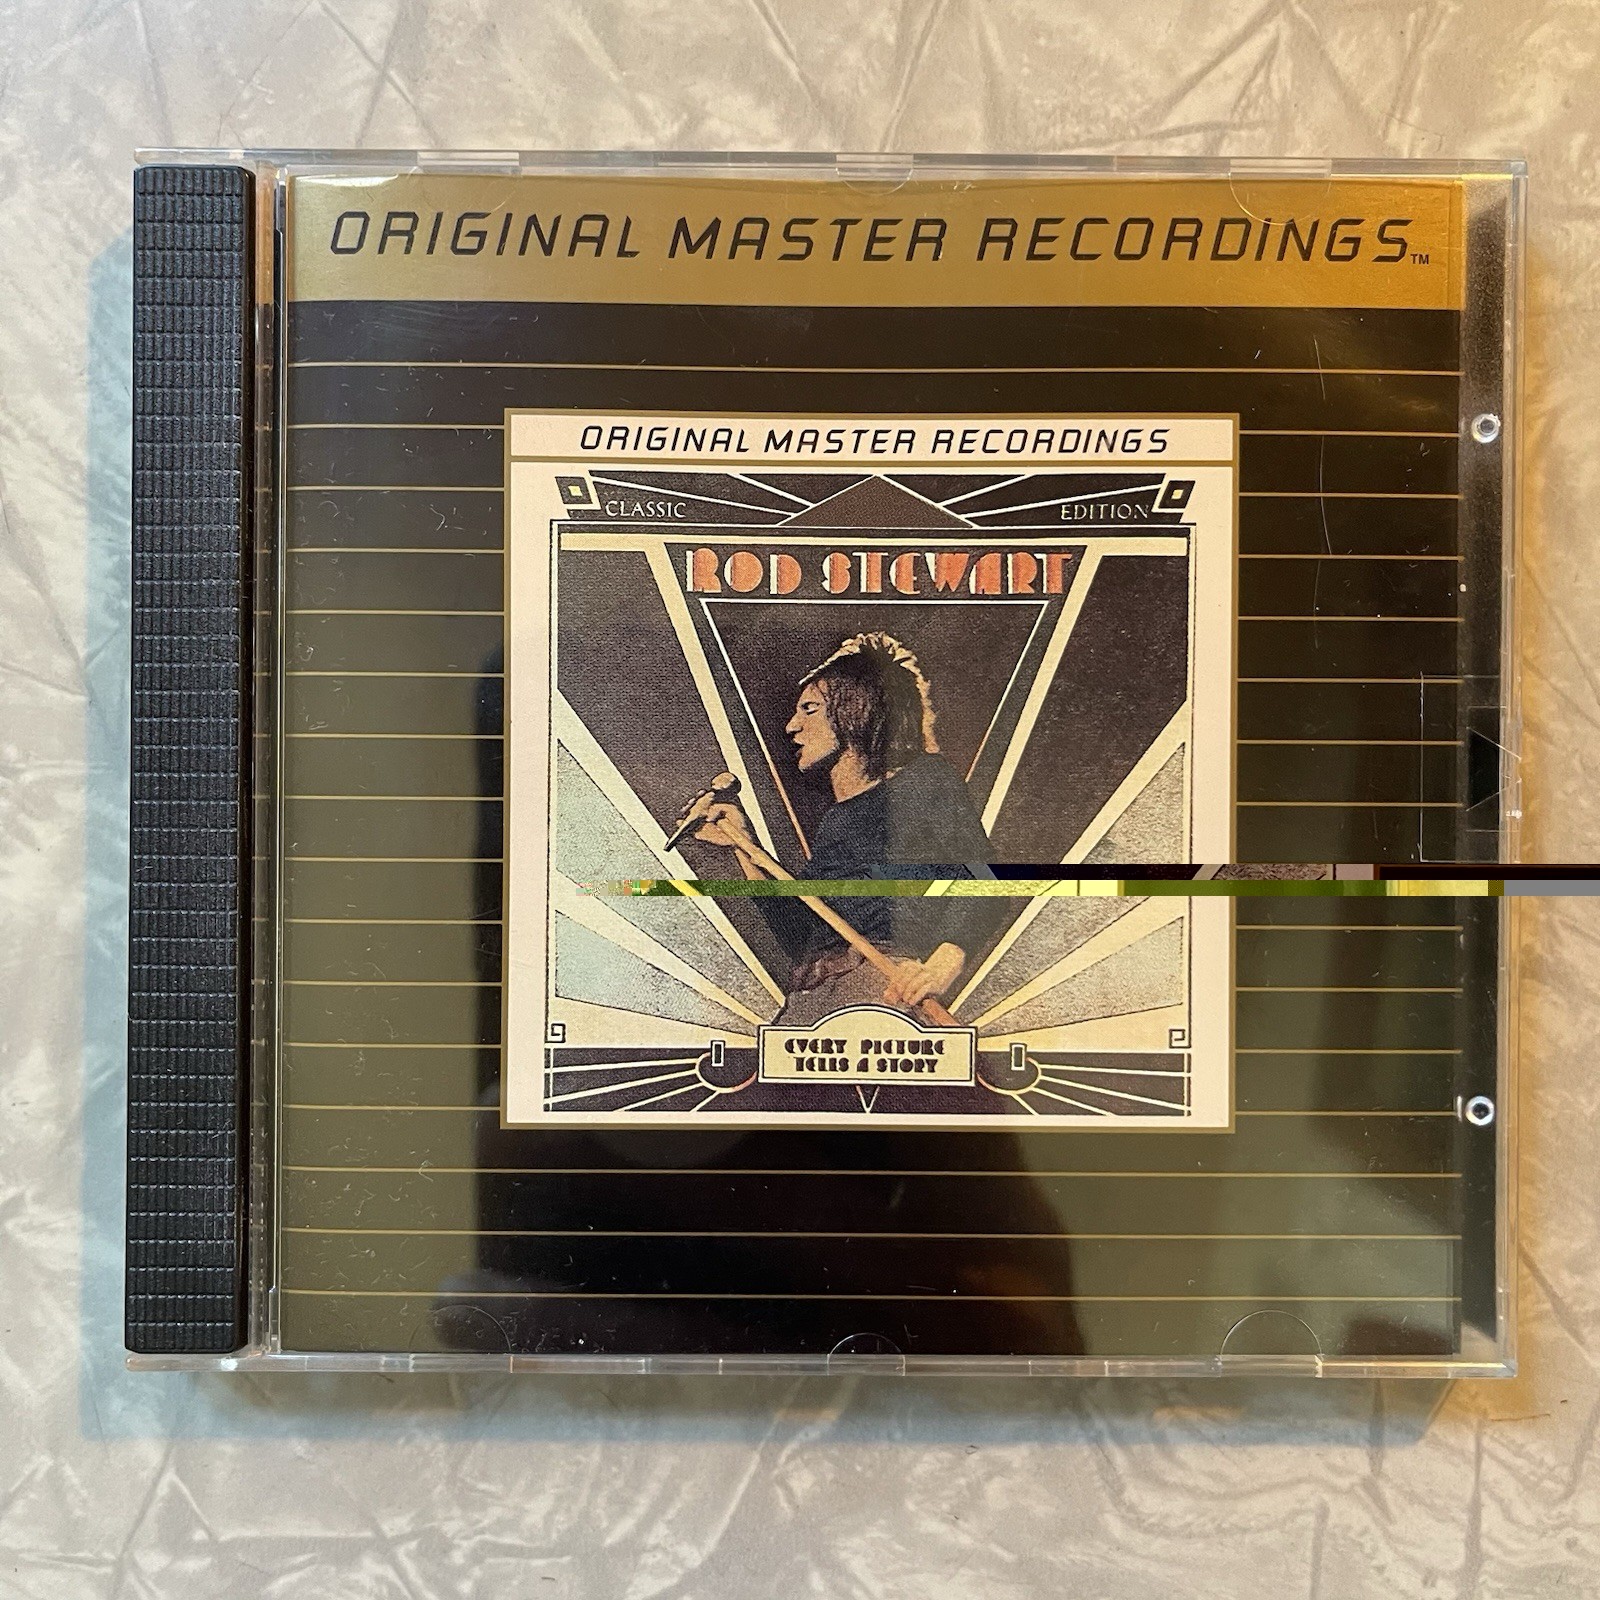 ORIGINAL MASTER RECORDINGS™
ORIGINAL MASTER RECORDINGS
CLASSIC EDITION
ROD STEWART
EVERY PICTURE
TELLS A STORY